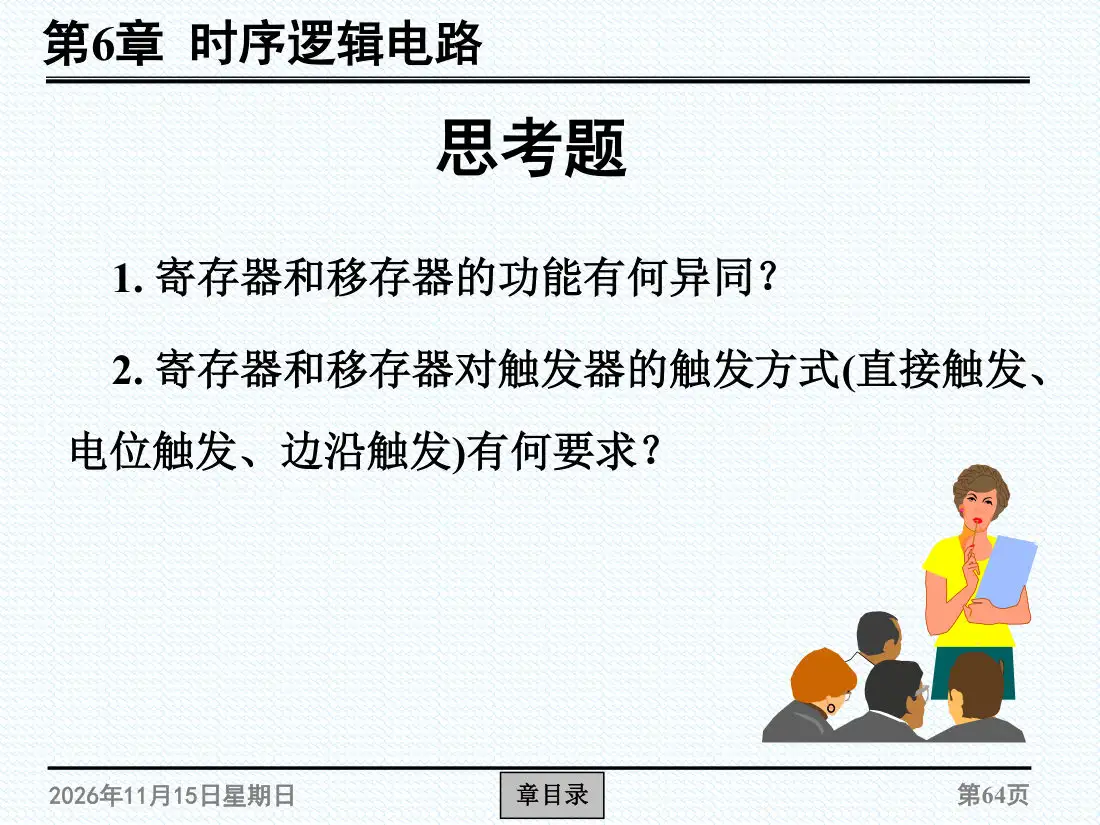 第6章 时序逻辑电路
思考题
1. 寄存器和移存器的功能有何异同？
2. 寄存器和移存器对触发器的触发方式(直接触发、
电位触发、边沿触发)有何要求？
2026年11月15日星期日
章目录
第64页